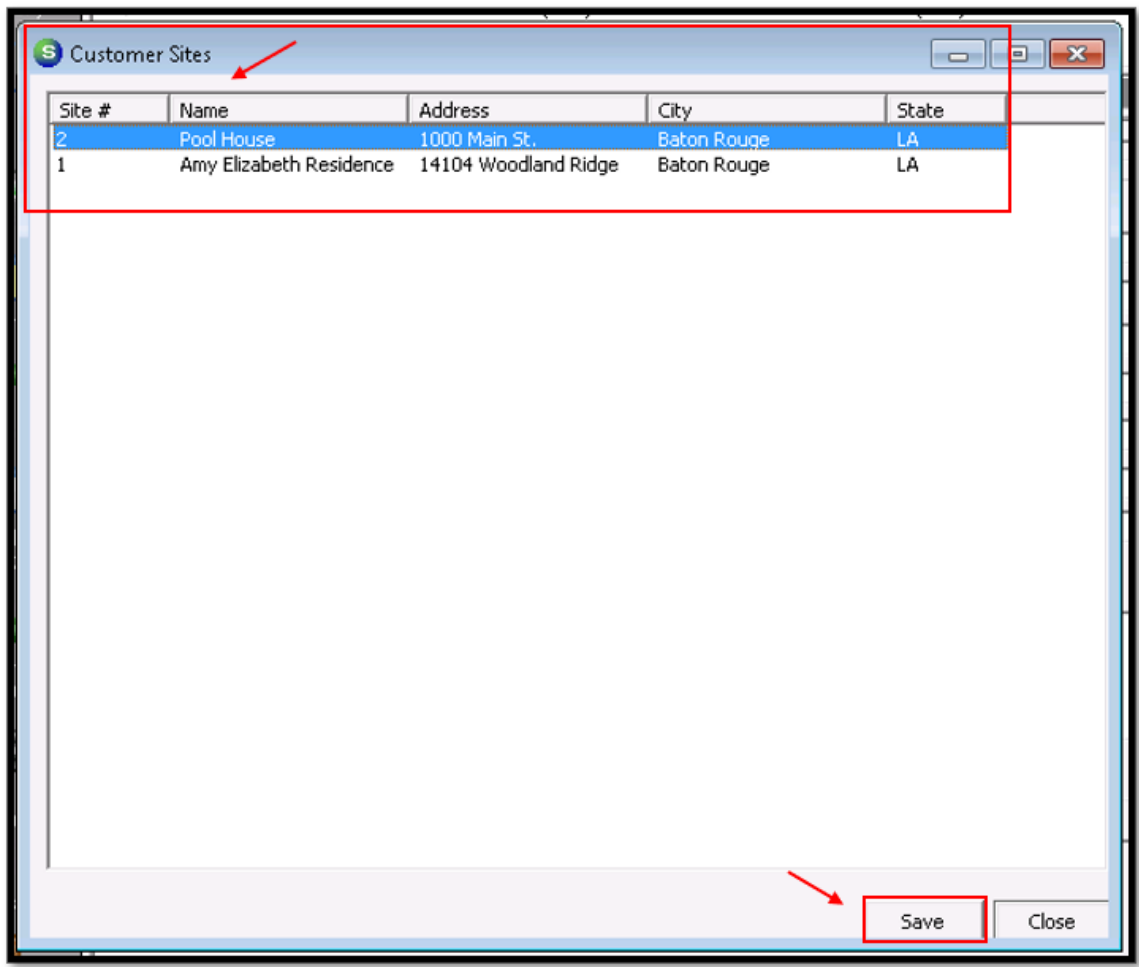 S Customer Sites
Site # Name Address City State
2 Pool House 1000 Main St. Baton Rouge LA
1 Amy Elizabeth Residence 14104 Woodland Ridge Baton Rouge LA
Save Close